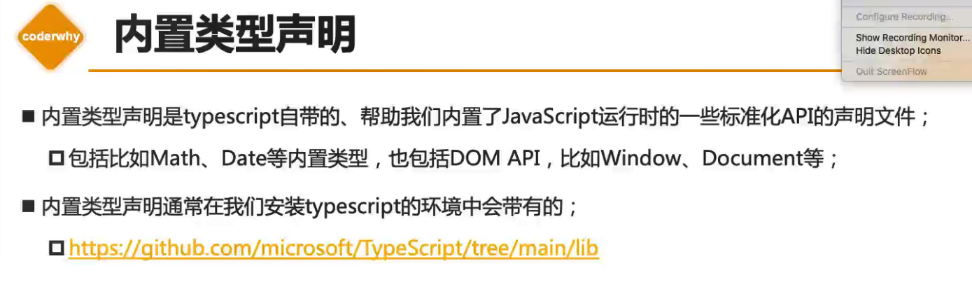 coderwhy
内置类型声明
Configure Recording...
Show Recording Monitor...
Hide Desktop Icons
Quit ScreenFlow
内置类型声明是typescript自带的、帮助我们内置了JavaScript运行时的一些标准化API的声明文件；
包括比如Math、Date等内置类型，也包括DOM API，比如Window、Document等；
内置类型声明通常在我们安装typescript的环境中会带有的；
https://github.com/microsoft/TypeScript/tree/main/lib